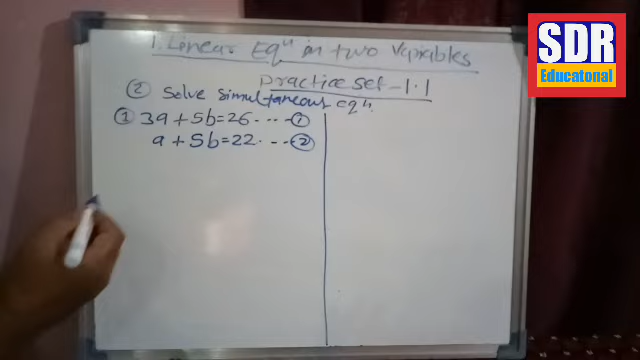 1. Linear Eqⁿ in two Variables
Practice Set - 1.1
② Solve simultaneous eqⁿ.
① 3a + 5b = 26 ----- ①
a + 5b = 22 ----- ②
SDR
Educatonal